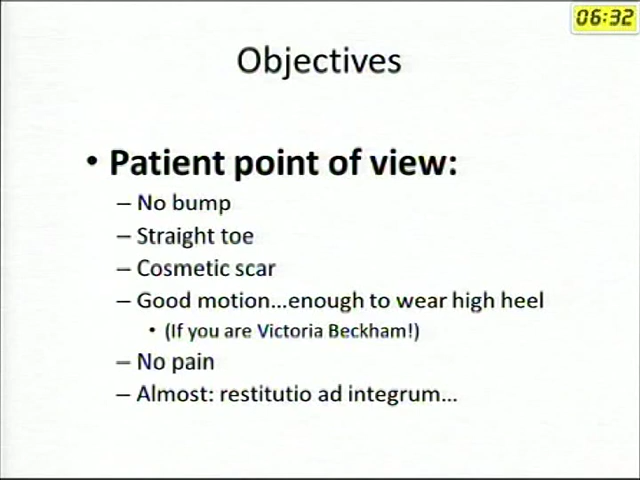 06:32
Objectives
• Patient point of view:
– No bump
– Straight toe
– Cosmetic scar
– Good motion...enough to wear high heel
• (If you are Victoria Beckham!)
– No pain
– Almost: restitutio ad integrum...